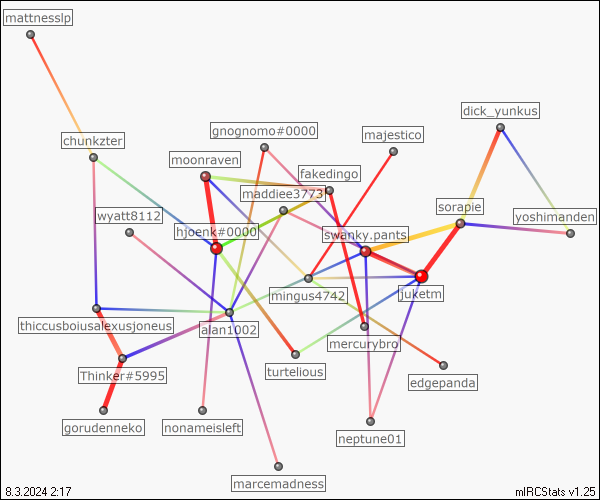 mattnesslp
dick_yunkus
gnognomo#0000
majestico
chunkzter
moonraven
fakedingo
maddiee3773
wyatt8112
sorapie
yoshimanden
hjoenk#0000
swanky.pants
mingus4742
juketm
thiccusboiusalexusjoneus
alan1002
mercurybro
Thinker#5995
turtelious
edgepanda
gorudenneko
nonameisleft
neptune01
marcemadness
8.3.2024 2:17
mIRCStats v1.25